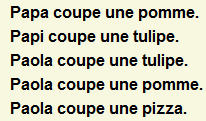 Papa coupe une pomme.
Papi coupe une tulipe.
Paola coupe une tulipe.
Paola coupe une pomme.
Paola coupe une pizza.